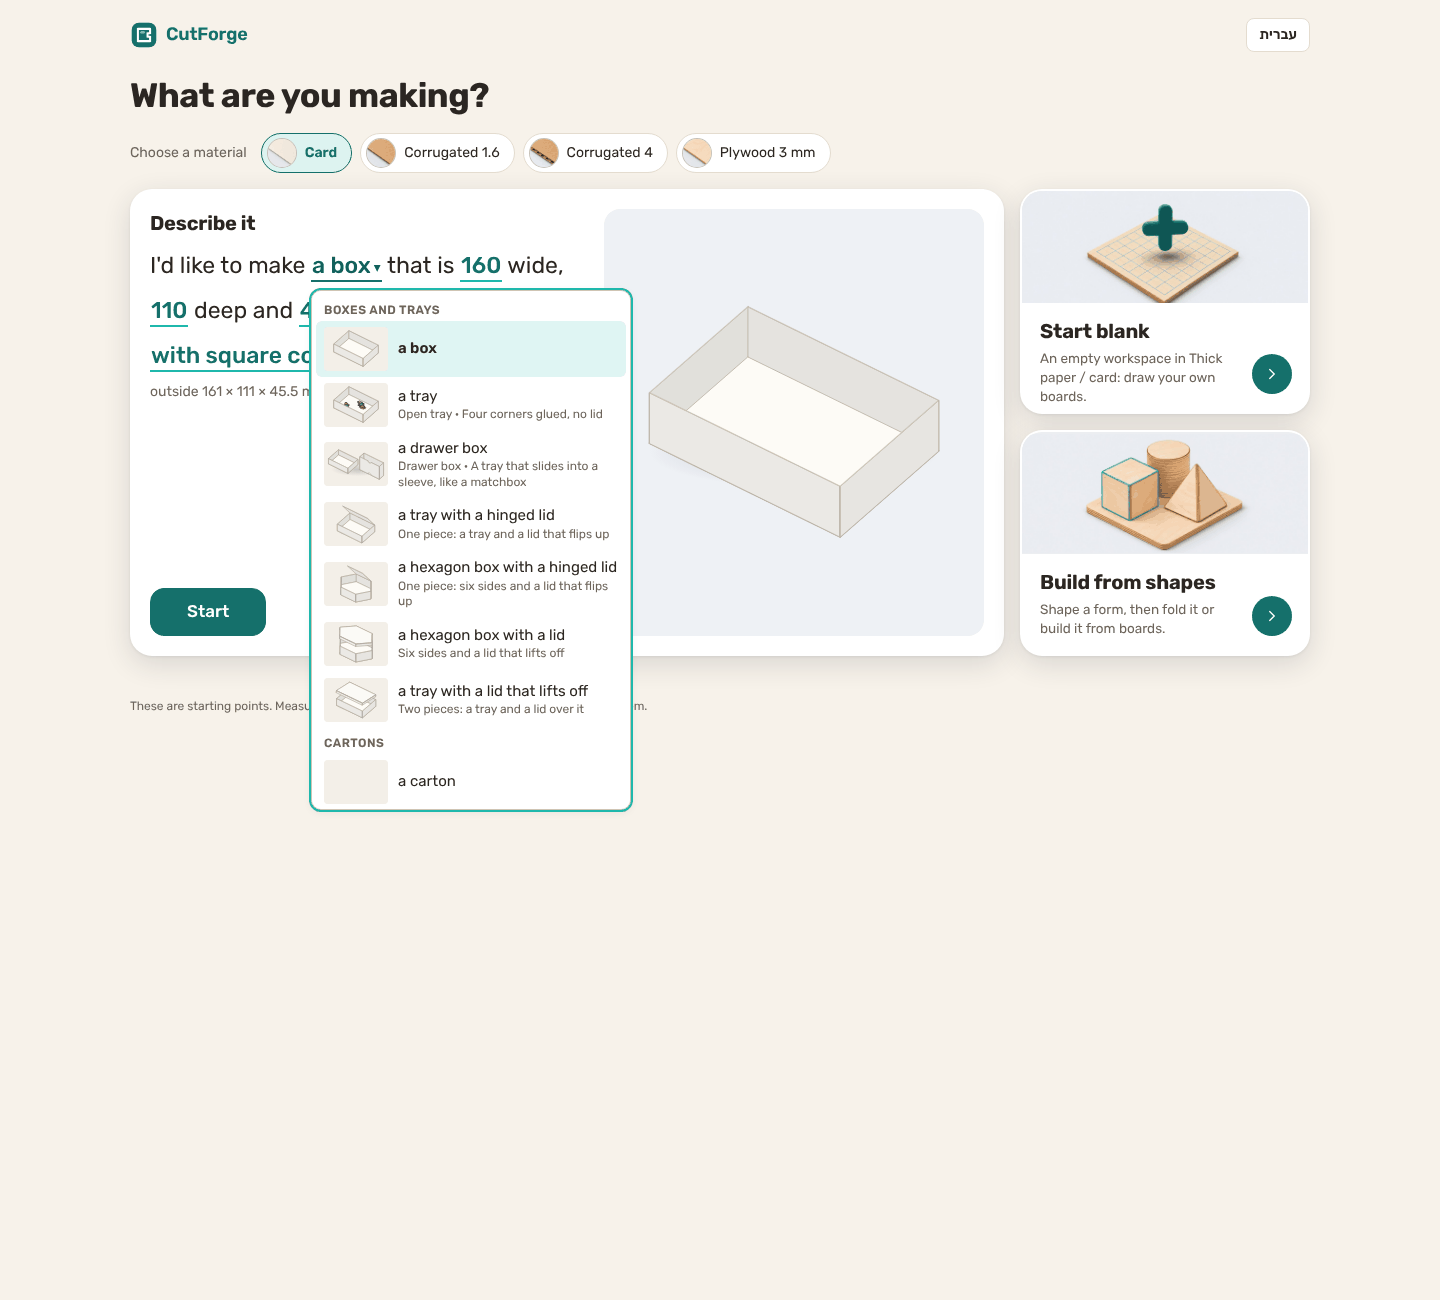 CutForge
עברית
What are you making?
Choose a material
Card
Corrugated 1.6
Corrugated 4
Plywood 3 mm
Describe it
I'd like to make a box ▾ that is 160 wide,
110 deep and
with square
outside 161 × 111 × 45.5
Start
BOXES AND TRAYS
a box
a tray
Open tray • Four corners glued, no lid
a drawer box
Drawer box • A tray that slides into a
sleeve, like a matchbox
a tray with a hinged lid
One piece: a tray and a lid that flips up
a hexagon box with a hinged lid
One piece: six sides and a lid that flips
up
a hexagon box with a lid
Six sides and a lid that lifts off
a tray with a lid that lifts off
Two pieces: a tray and a lid over it
CARTONS
a carton
Start blank
An empty workspace in Thick
paper / card: draw your own
boards.
Build from shapes
Shape a form, then fold it or
build it from boards.
These are starting points.